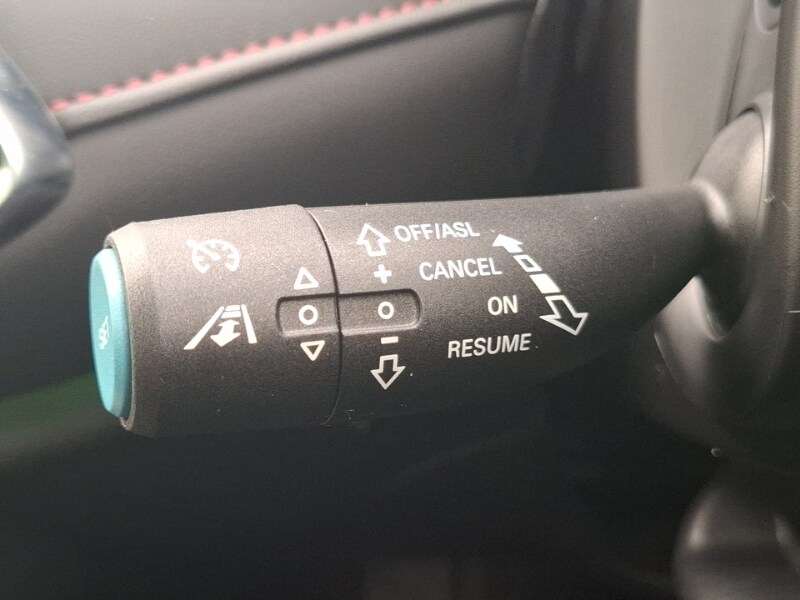 OFF/ASL
+ CANCEL
ON
- RESUME